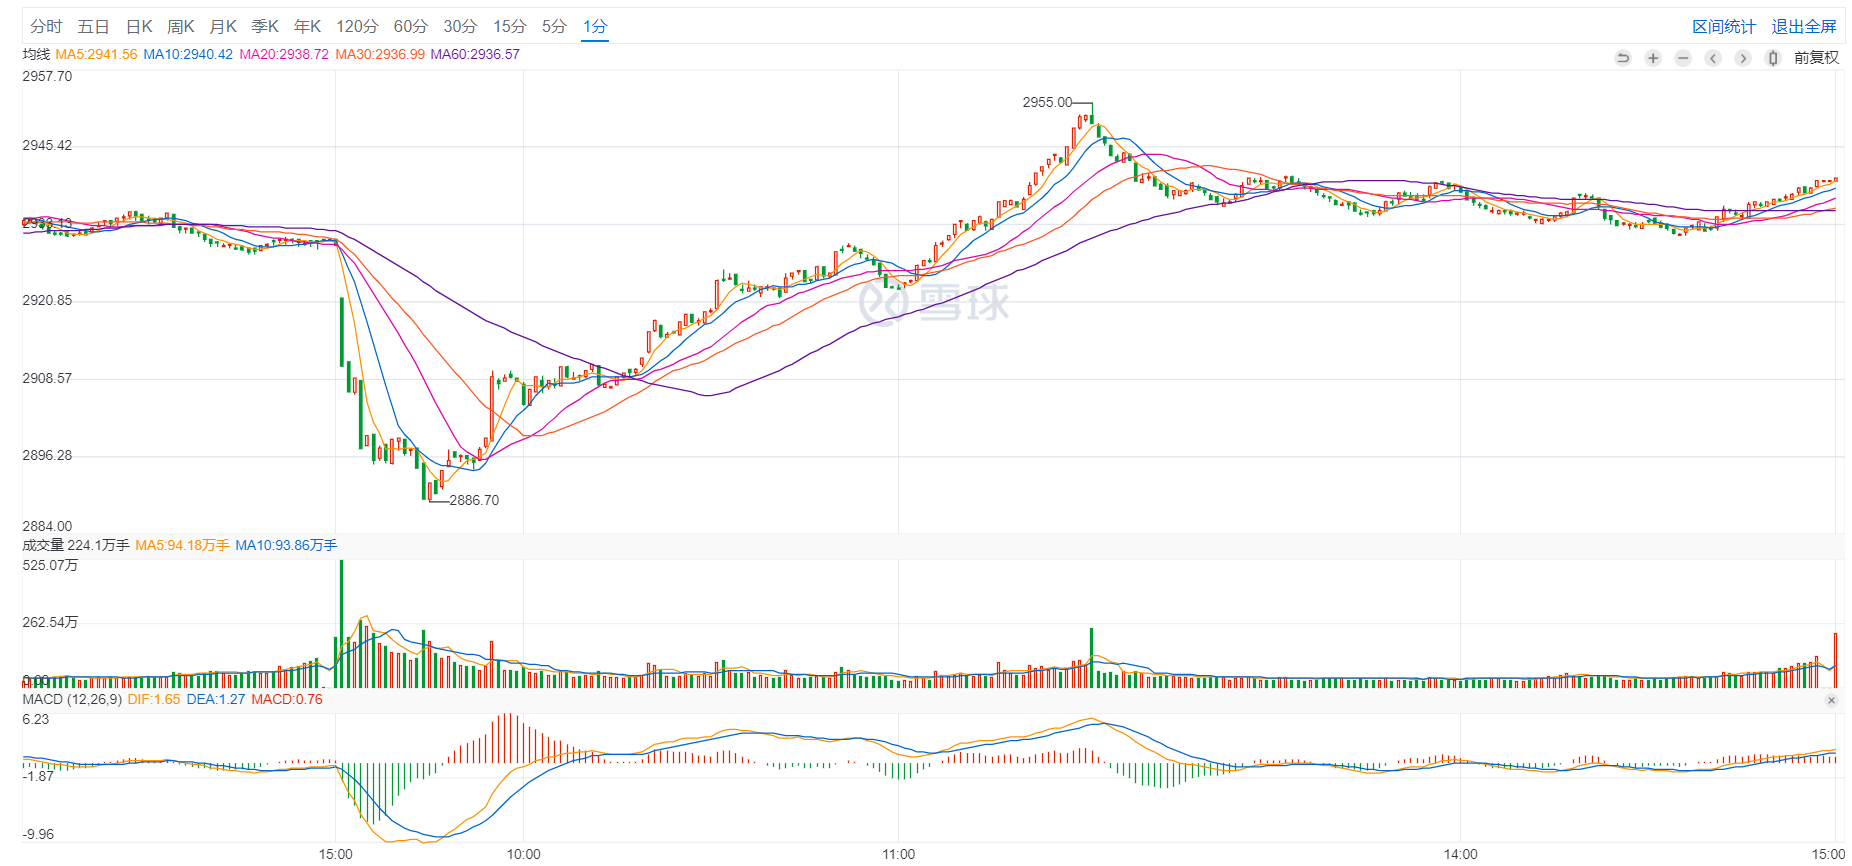 分时 五日 日K 周K 月K 季K 年K 120分 60分 30分 15分 5分 1分 区间统计 退出全屏
均线 MA5:2941.56 MA10:2940.42 MA20:2938.72 MA30:2936.99 MA60:2936.57 前复权
2957.70
2955.00
2945.42
2933.13
2920.85
雪球
2908.57
2896.28
2886.70
2884.00
成交量 224.1万手 MA5:94.18万手 MA10:93.86万手
525.07万
262.54万
0.00
MACD (12,26,9) DIF:1.65 DEA:1.27 MACD:0.76
6.23
-1.87
-9.96
15:00 10:00 11:00 14:00 15:00